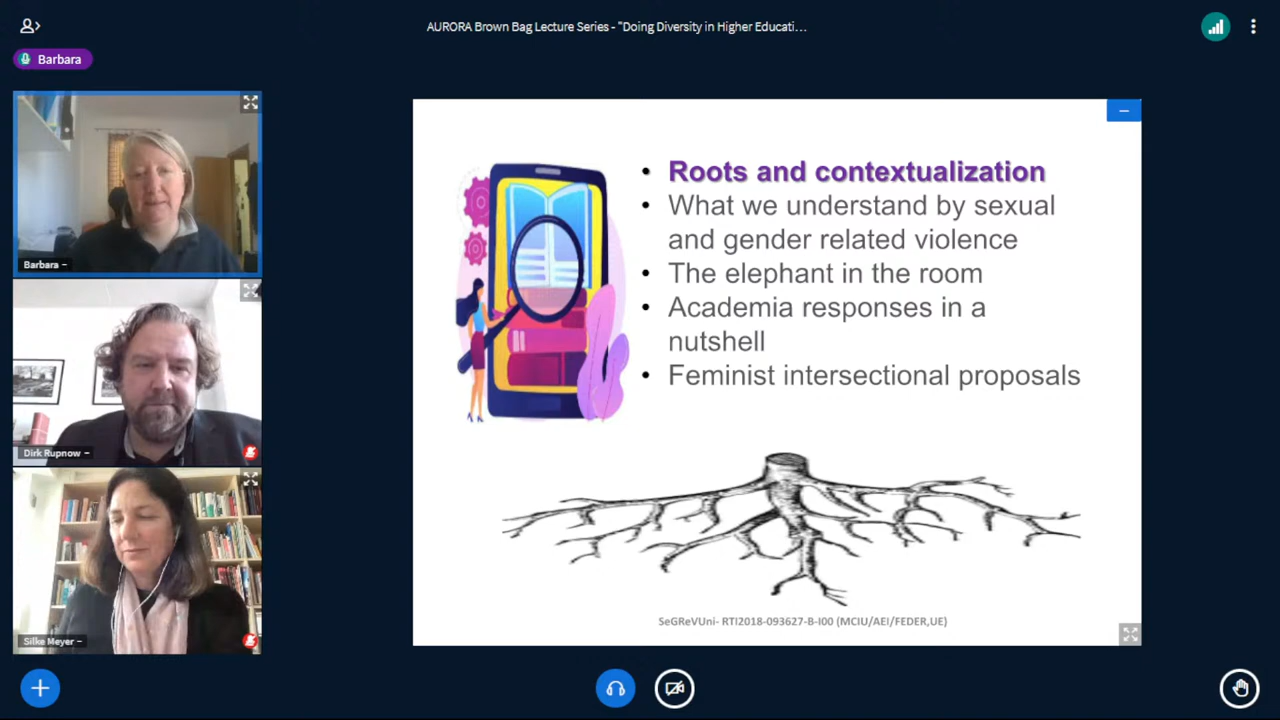 AURORA Brown Bag Lecture Series - "Doing Diversity in Higher Educati...
Barbara
Barbara
Dirk Rupnow
Silke Meyer
• Roots and contextualization
• What we understand by sexual
and gender related violence
• The elephant in the room
• Academia responses in a
nutshell
• Feminist intersectional proposals
SeGReVUni- RTI2018-093627-B-I00 (MCIU/AEI/FEDER,UE)